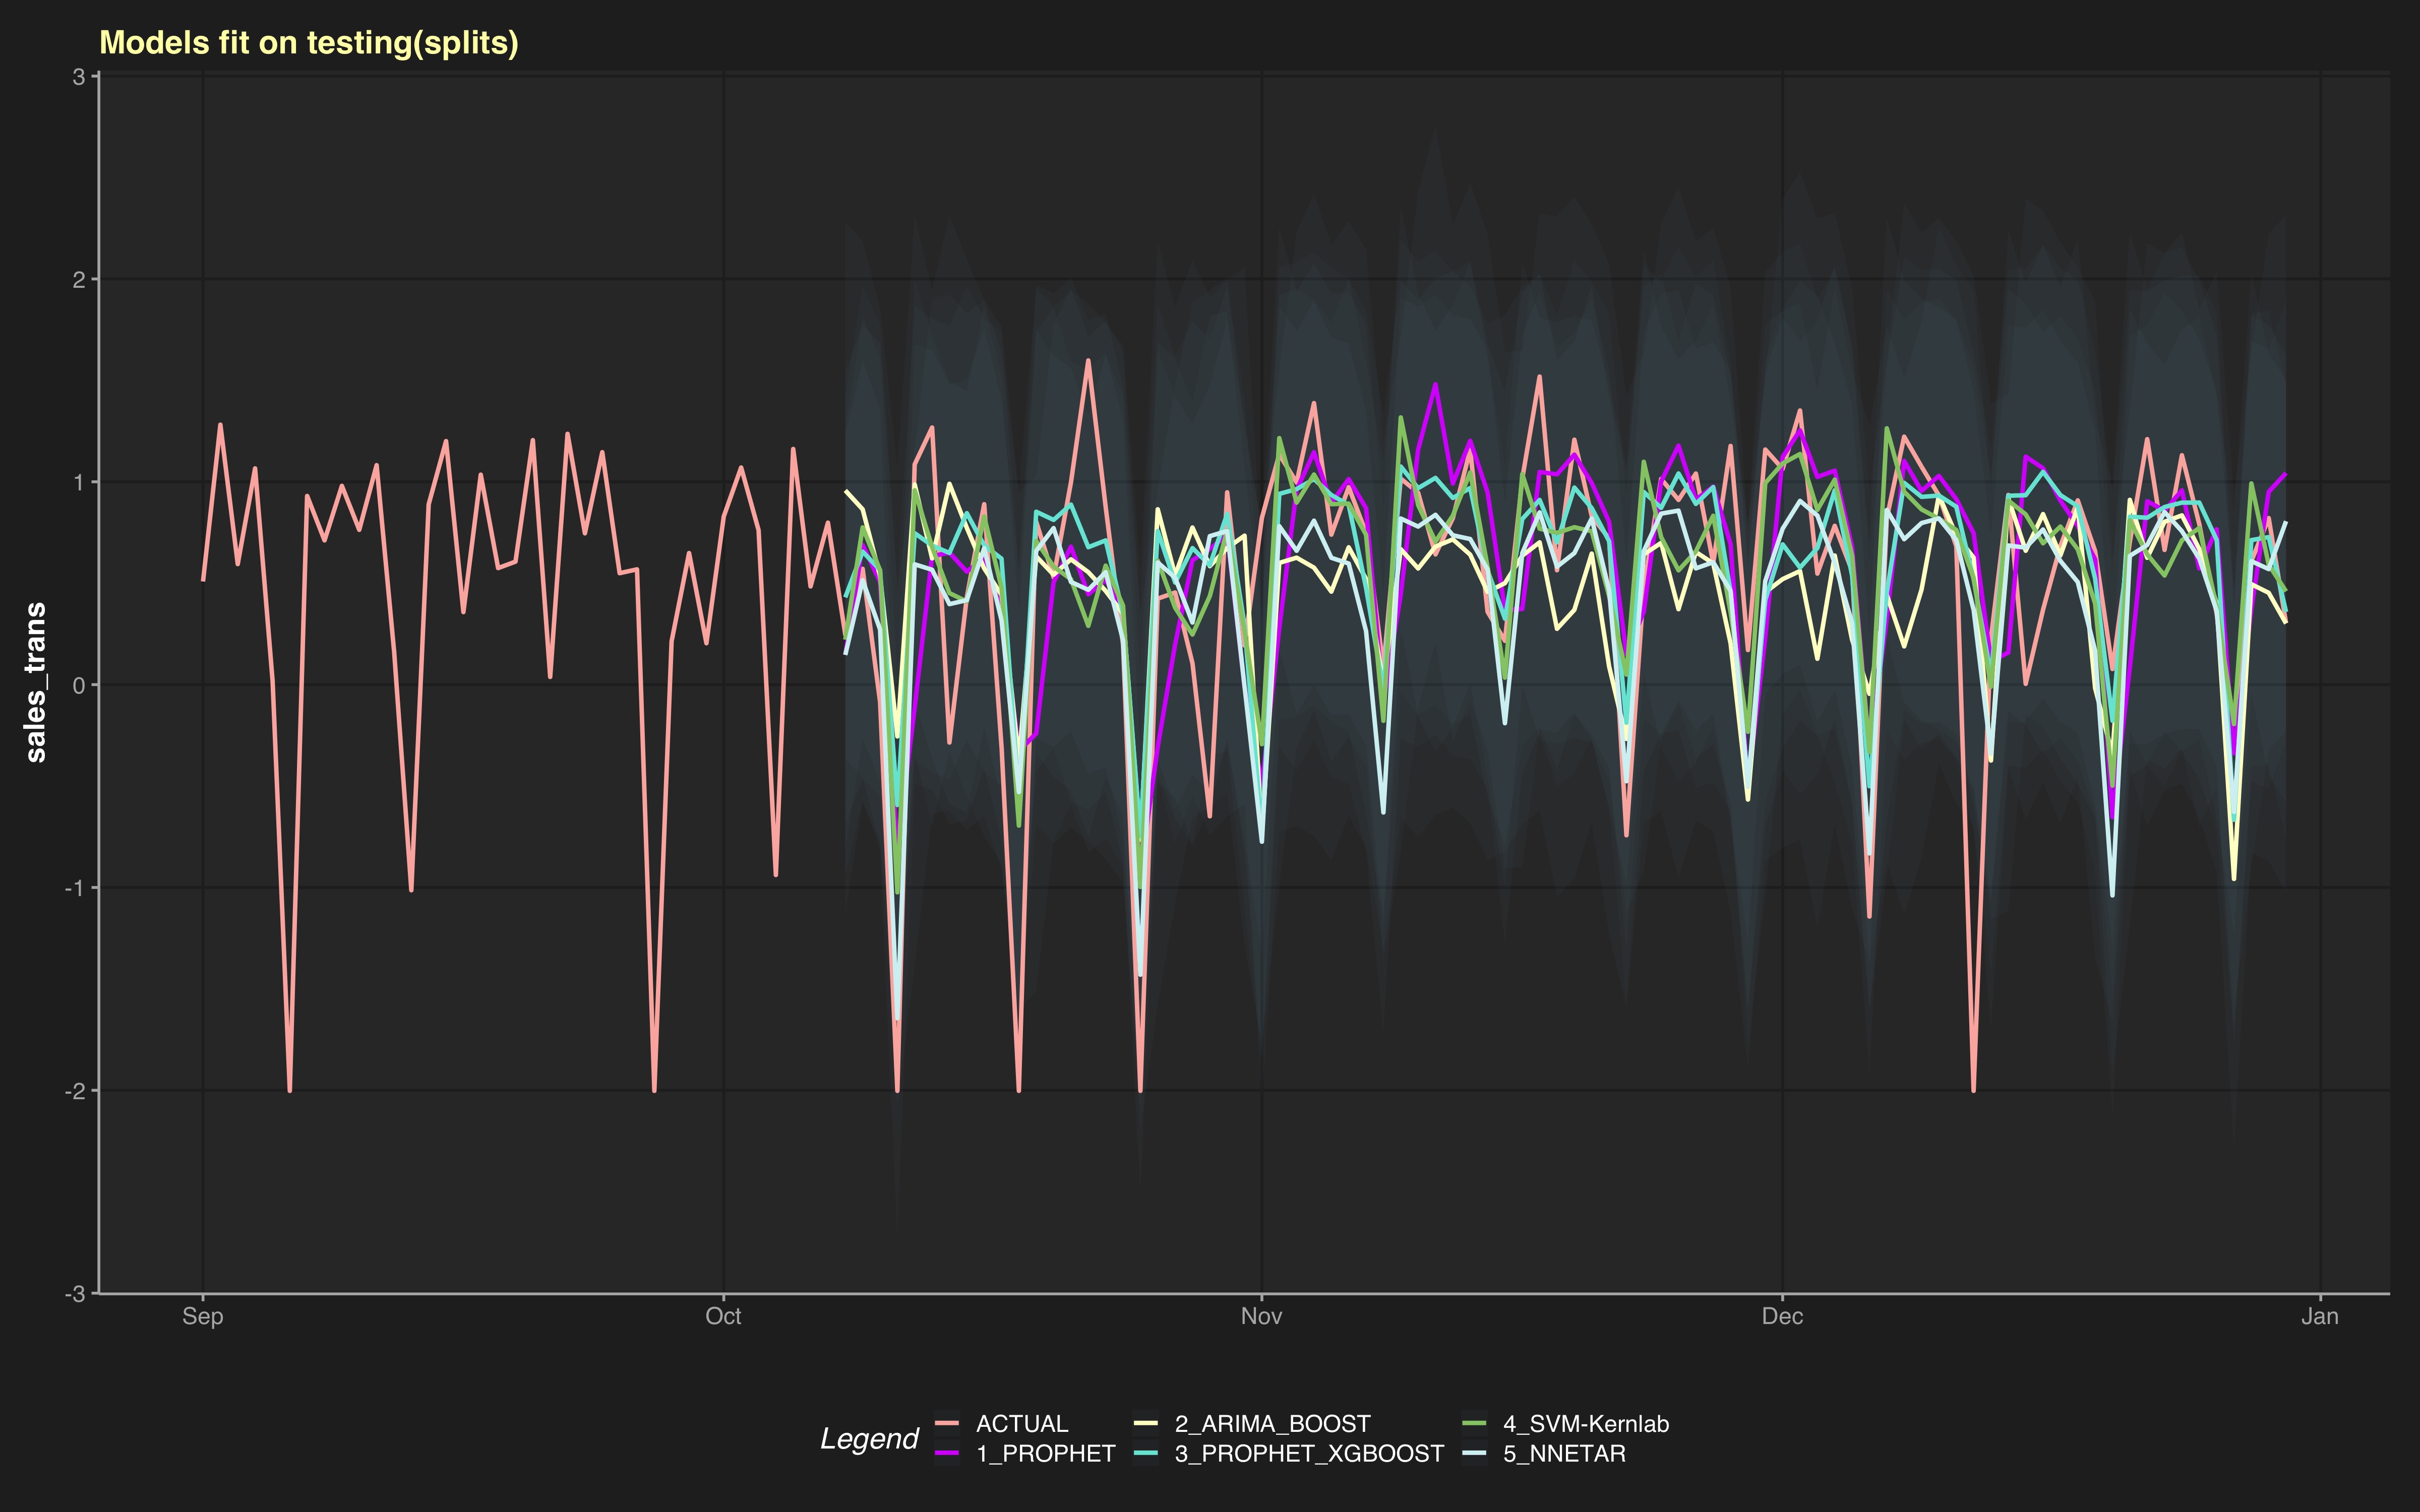 Models fit on testing(splits)
3
2
1
0
-1
-2
-3
sales_trans
Sep Oct Nov Dec Jan
Legend
ACTUAL 2_ARIMA_BOOST 4_SVM-Kernlab
1_PROPHET 3_PROPHET_XGBOOST 5_NNETAR